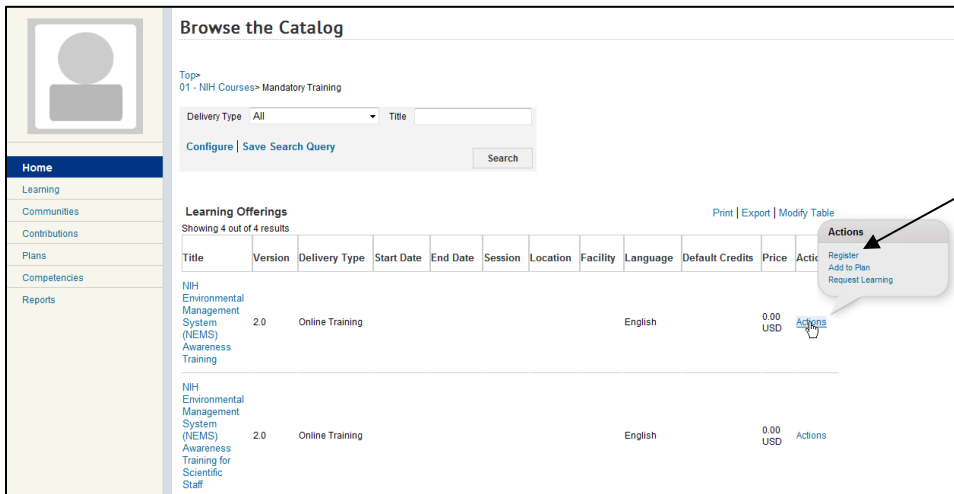 Browse the Catalog
Top>
01 - NIH Courses> Mandatory Training
Delivery Type All Title
Configure | Save Search Query
Search
Home
Learning
Communities
Contributions
Plans
Competencies
Reports
Learning Offerings
Print | Export | Modify Table
Showing 4 out of 4 results
Actions
Register
Add to Plan
Request Learning
Title Version Delivery Type Start Date End Date Session Location Facility Language Default Credits Price Actio
NIH
Environmental
Management
System
(NEMS)
Awareness
Training
2.0 Online Training English 0.00
USD
Actions
NIH
Environmental
Management
System
(NEMS)
Awareness
Training for
Scientific
Staff
2.0 Online Training English 0.00
USD
Actions